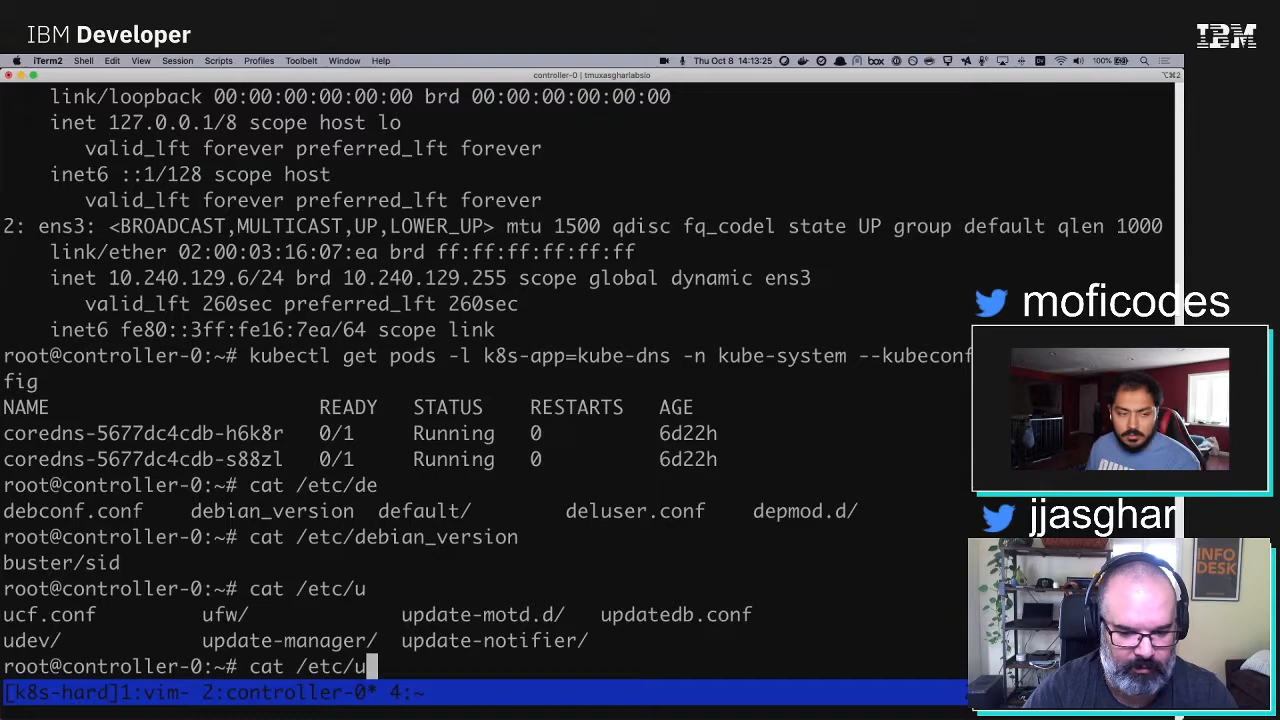 IBM Developer
IBM
iTerm2 Shell Edit View Session Scripts Profiles Toolbelt Window Help
box
Thu Oct 8 14:13:25
100%
controller-0 | tmuxasgharlabsio
⌥⌘2
link/loopback 00:00:00:00:00:00 brd 00:00:00:00:00:00
inet 127.0.0.1/8 scope host lo
valid_lft forever preferred_lft forever
inet6 ::1/128 scope host
valid_lft forever preferred_lft forever
2: ens3: <BROADCAST,MULTICAST,UP,LOWER_UP> mtu 1500 qdisc fq_codel state UP group default qlen 1000
link/ether 02:00:03:16:07:ea brd ff:ff:ff:ff:ff:ff
inet 10.240.129.6/24 brd 10.240.129.255 scope global dynamic ens3
valid_lft 260sec preferred_lft 260sec
inet6 fe80::3ff:fe16:7ea/64 scope link
root@controller-0:~# kubectl get pods -l k8s-app=kube-dns -n kube-system --kubeconf
fig
NAME READY STATUS RESTARTS AGE
coredns-5677dc4cdb-h6k8r 0/1 Running 0 6d22h
coredns-5677dc4cdb-s88zl 0/1 Running 0 6d22h
root@controller-0:~# cat /etc/de
debconf.conf debian_version default/ deluser.conf depmod.d/
root@controller-0:~# cat /etc/debian_version
buster/sid
root@controller-0:~# cat /etc/u
ucf.conf ufw/ update-motd.d/ updatedb.conf
udev/ update-manager/ update-notifier/
root@controller-0:~# cat /etc/u
[k8s-hard]1:vim- 2:controller-0* 4:~
moficodes
jjasghar
INFO
DESK